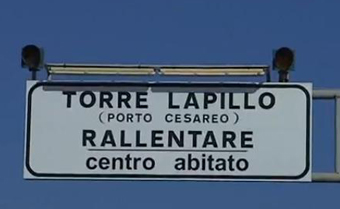 TORRE LAPILLO
(PORTO CESAREO)
RALLENTARE
centro abitato